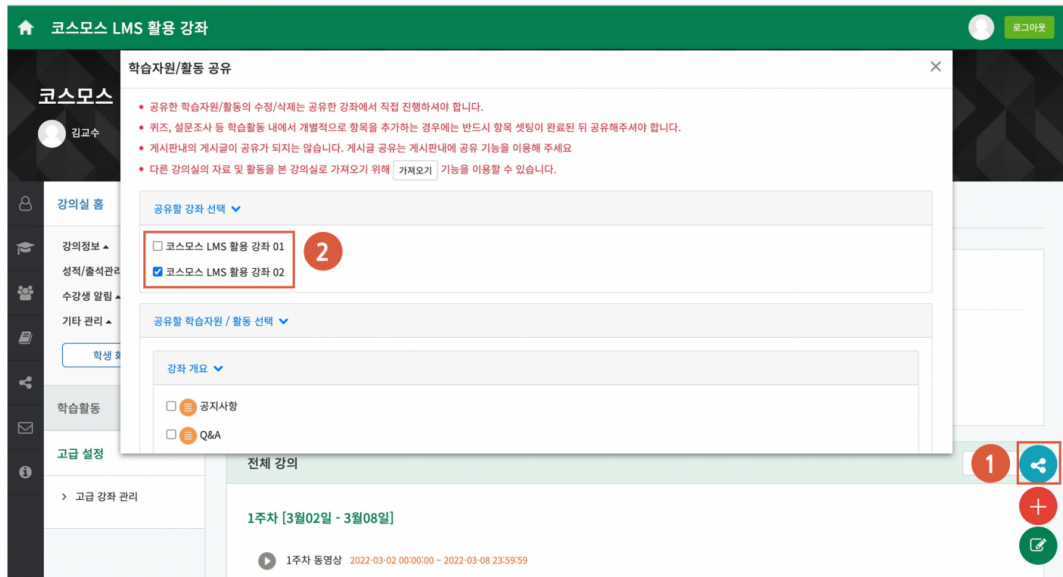 코스모스 LMS 활용 강좌
로그아웃
학습자원/활동 공유
코스모스
김교수
• 공유한 학습자원/활동의 수정/삭제는 공유한 강좌에서 직접 진행하셔야 합니다.
• 퀴즈, 설문조사 등 학습활동 내에서 개별적으로 항목을 추가하는 경우에는 반드시 항목 셋팅이 완료된 뒤 공유해주셔야 합니다.
• 게시판내의 게시글이 공유가 되지는 않습니다. 게시글 공유는 게시판내에 공유 기능을 이용해 주세요
• 다른 강의실의 자료 및 활동을 본 강의실로 가져오기 위해 가져오기 기능을 이용할 수 있습니다.
강의실 홈
강의정보
성적/출석관리
수강생 알림
기타 관리
학생
학습활동
고급 설정
> 고급 강좌 관리
공유할 강좌 선택
코스모스 LMS 활용 강좌 01
코스모스 LMS 활용 강좌 02
2
공유할 학습자원 / 활동 선택
강좌 개요
공지사항
Q&A
전체 강의
1
1주차 [3월02일 - 3월08일]
1주차 동영상 2022-03-02 00:00:00 ~ 2022-03-08 23:59:59